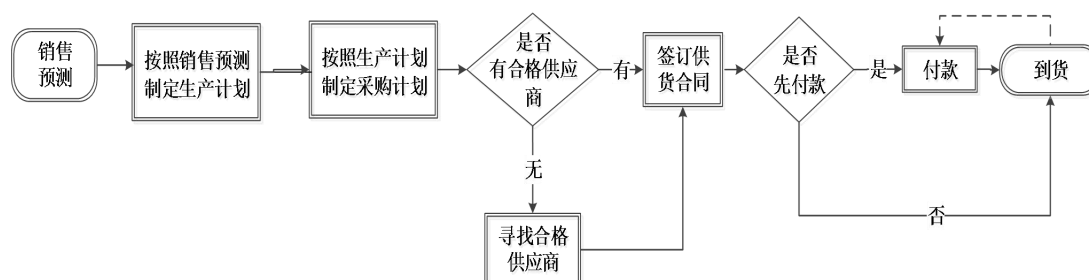 销售
预测
按照销售预测
制定生产计划
按照生产计划
制定采购计划
是否
有合格供应
商
有
签订供
货合同
是否
先付款
是
付款
到货
无
否
寻找合格
供应商